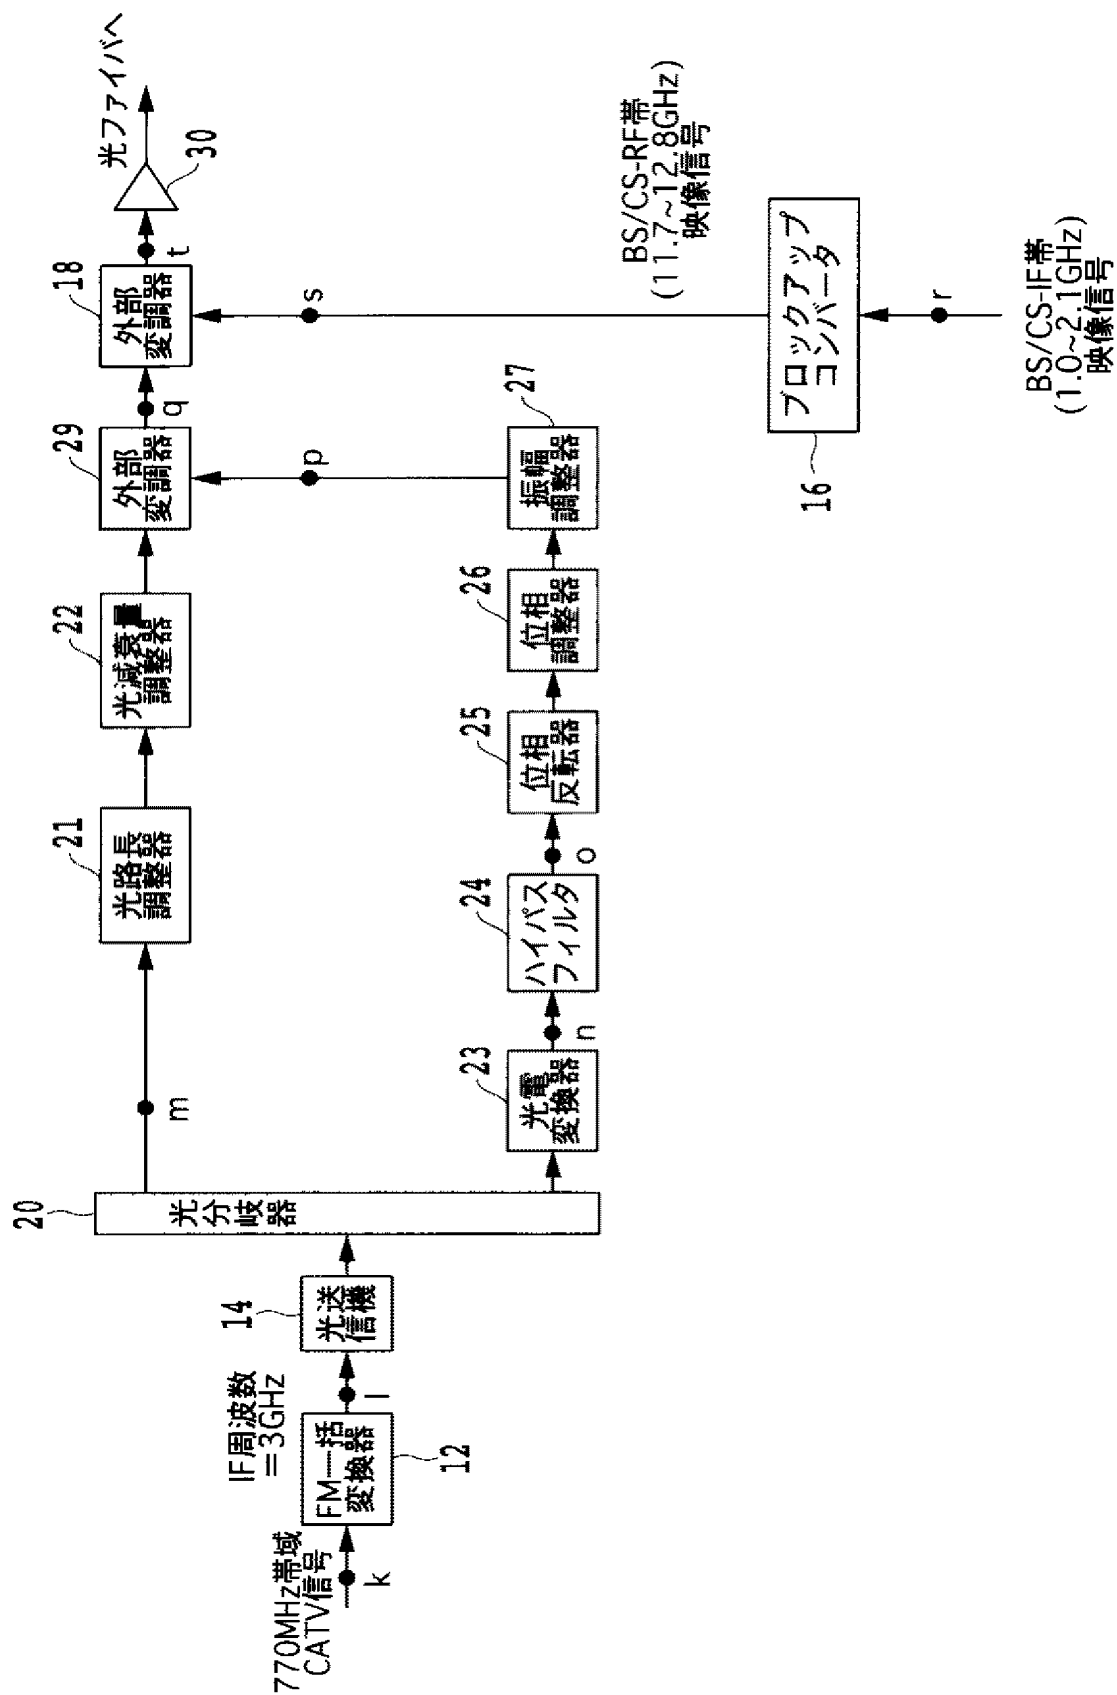 770MHz帯域
CATV信号
k
FM一括
変換器
12
IF周波数
=3GHz
l
光送
信機
14
光分岐器
20
m
光路長
調整器
21
光減衰量
調整器
22
外部
変調器
29
q
外部
変調器
18
t
30
光ファイバへ
光電
変換器
23
n
ハイパス
フィルタ
24
o
位相
反転器
25
位相
調整器
26
振幅
調整器
27
p
s
BS/CS-RF帯
(11.7~12.8GHz)
映像信号
ブロックアップ
コンバータ
16
r
BS/CS-IF帯
(1.0~2.1GHz)
映像信号